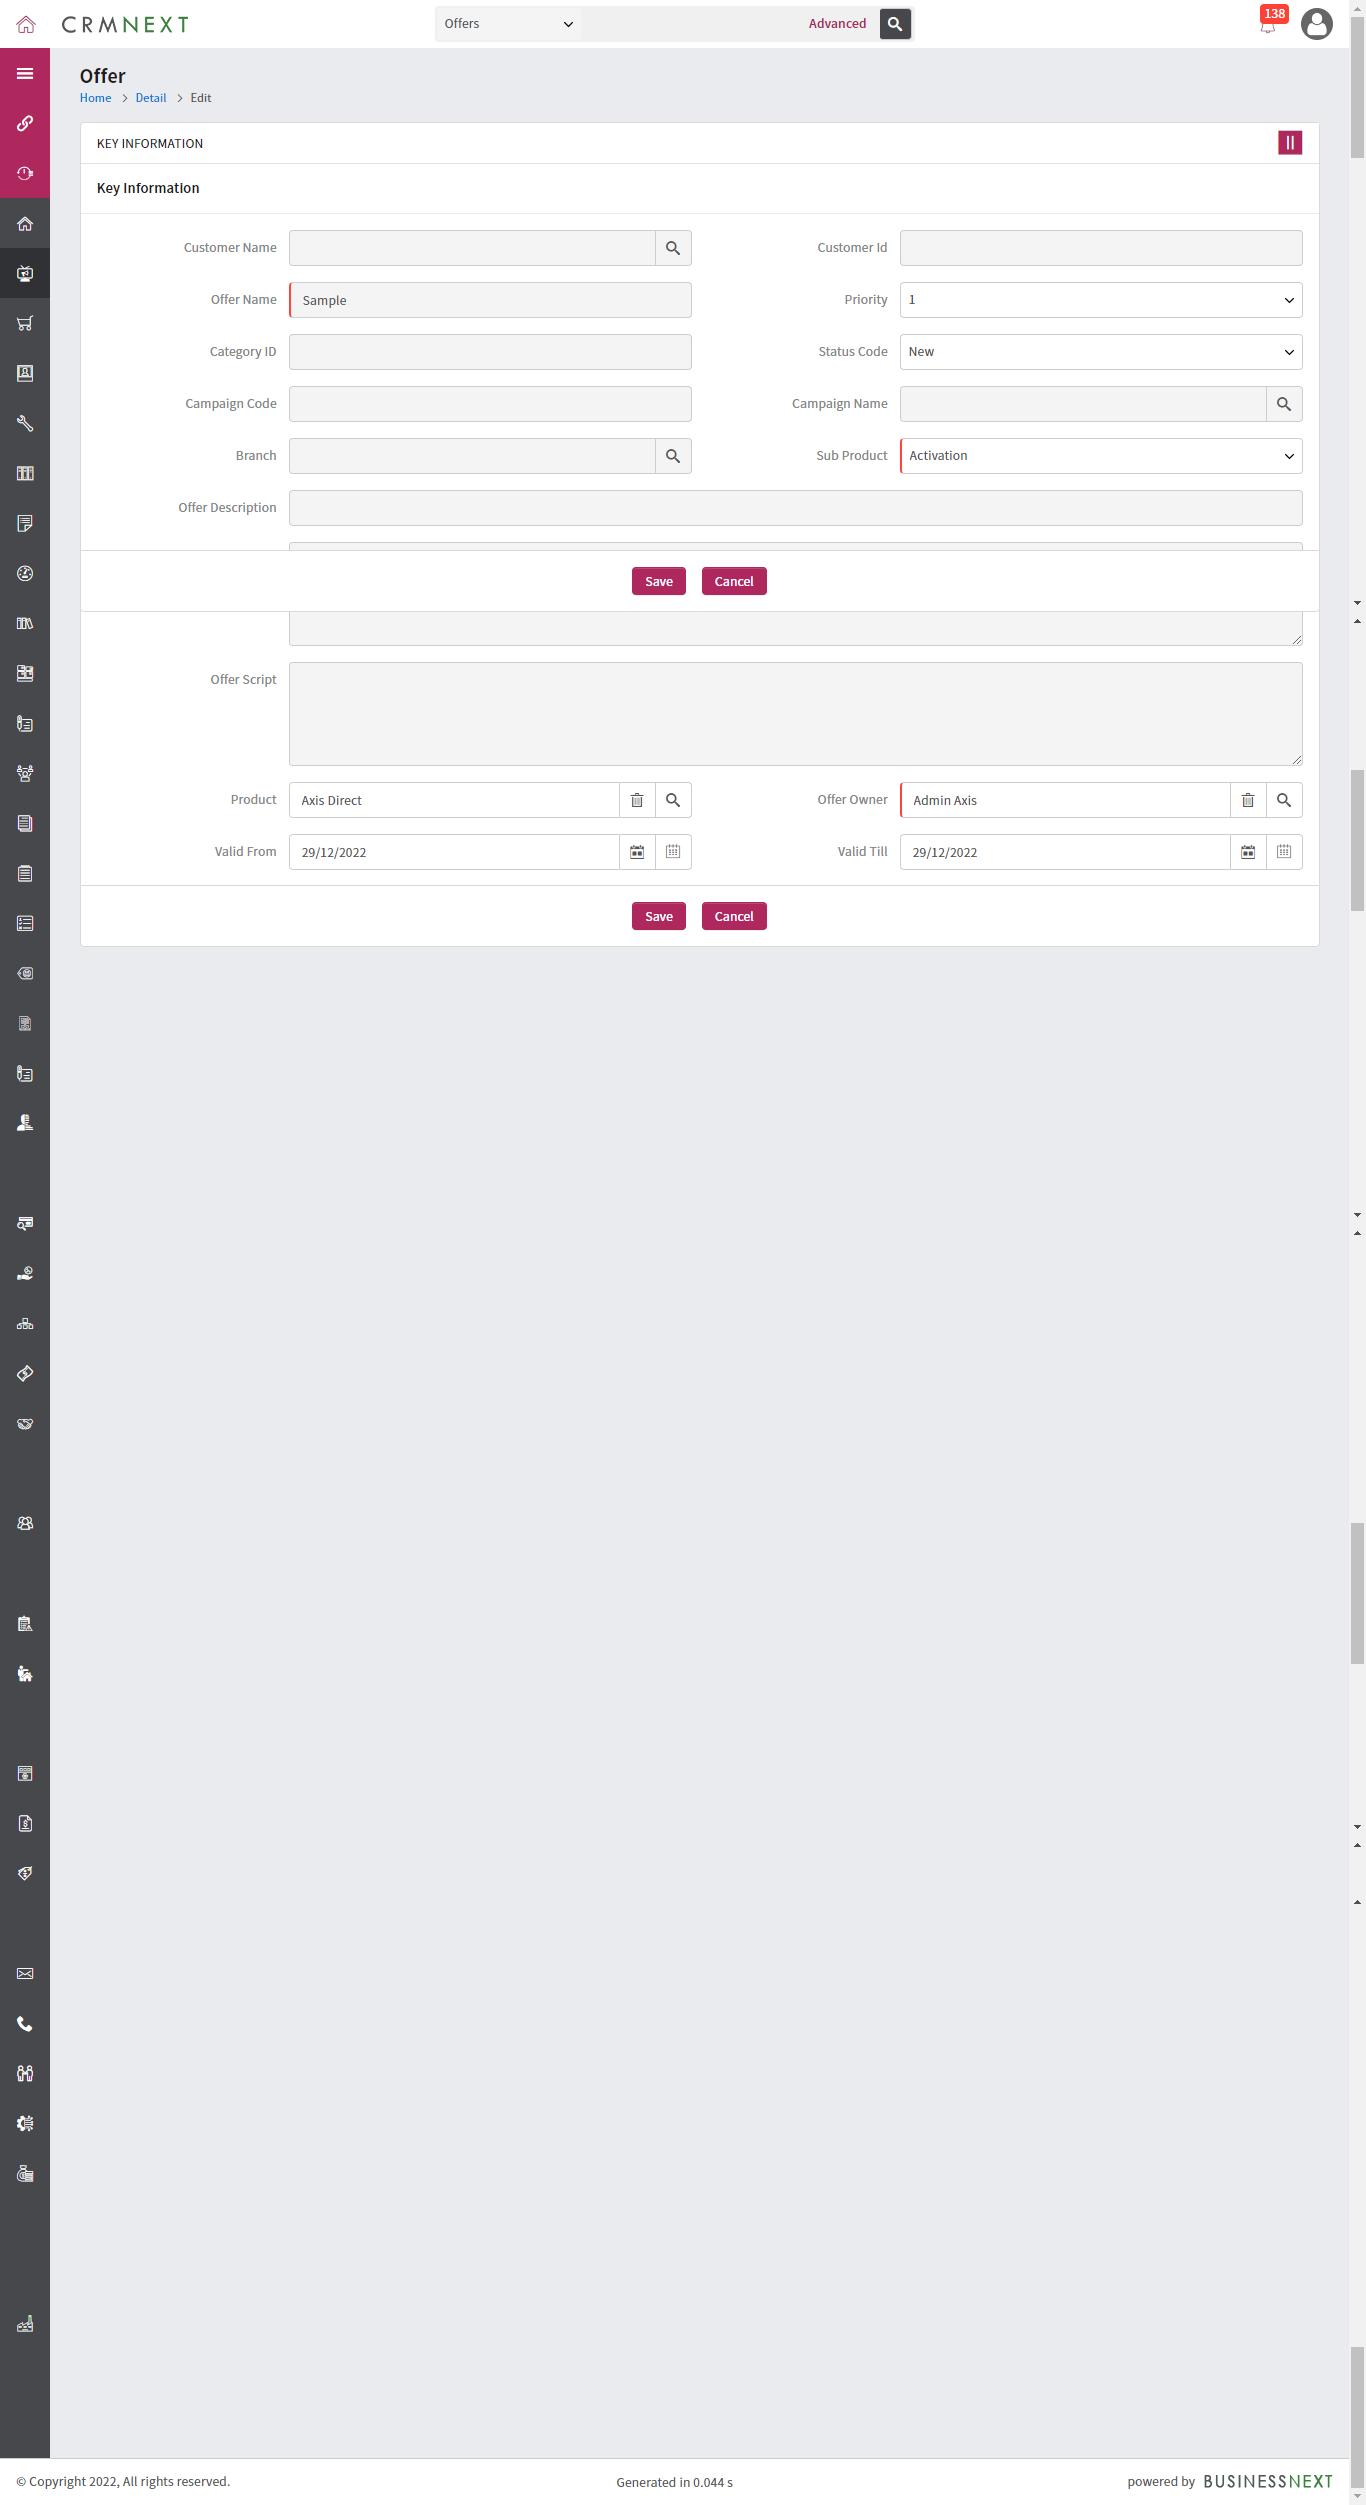 CRMNEXT
Offers
Advanced
138
Offer
Home > Detail > Edit
KEY INFORMATION
Key Information
Customer Name
Customer Id
Offer Name Sample
Priority 1
Category ID
Status Code New
Campaign Code
Campaign Name
Branch
Sub Product Activation
Offer Description
Save Cancel
Offer Script
Product Axis Direct
Offer Owner Admin Axis
Valid From 29/12/2022
Valid Till 29/12/2022
Save Cancel
© Copyright 2022, All rights reserved.
Generated in 0.044 s
powered by BUSINESSNEXT